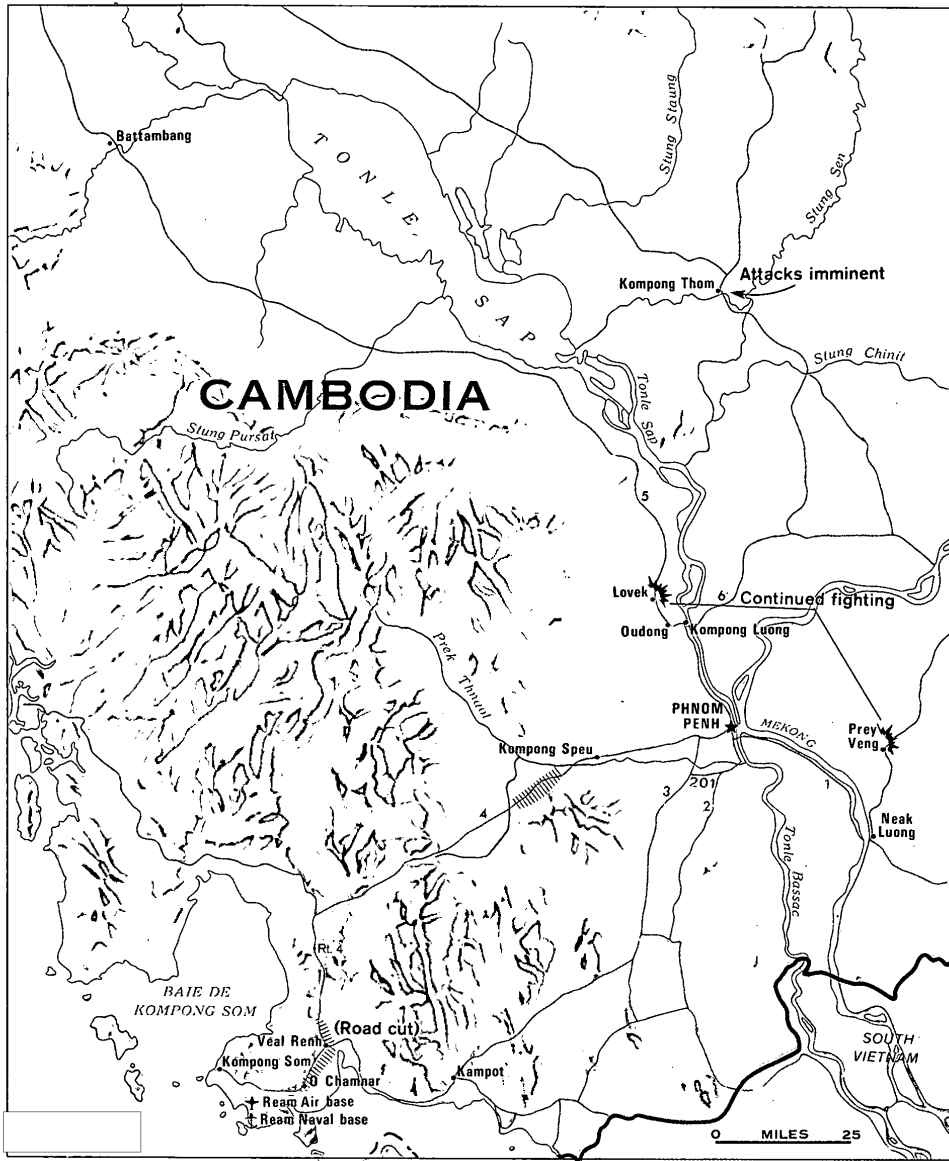 Battambang
TONLE SAP
Stung Staung
Stung Sen
Kompong Thom
Attacks imminent
Stung Chinit
CAMBODIA
Stung Pursat
Tonle Sap
5
Lovek
6
Continued fighting
Oudong
Kompong Luong
Prek Thnaol
PHNOM
PENH
MEKONG
Prey
Veng
Kompong Speu
201
3
2
1
4
Neak
Luong
Tonle Bassac
Rt. 4
BAIE DE
KOMPONG SOM
(Road cut)
Veal Renh
Kompong Som
O Chamnar
Kampot
Ream Air base
Ream Naval base
SOUTH
VIETNAM
0 MILES 25